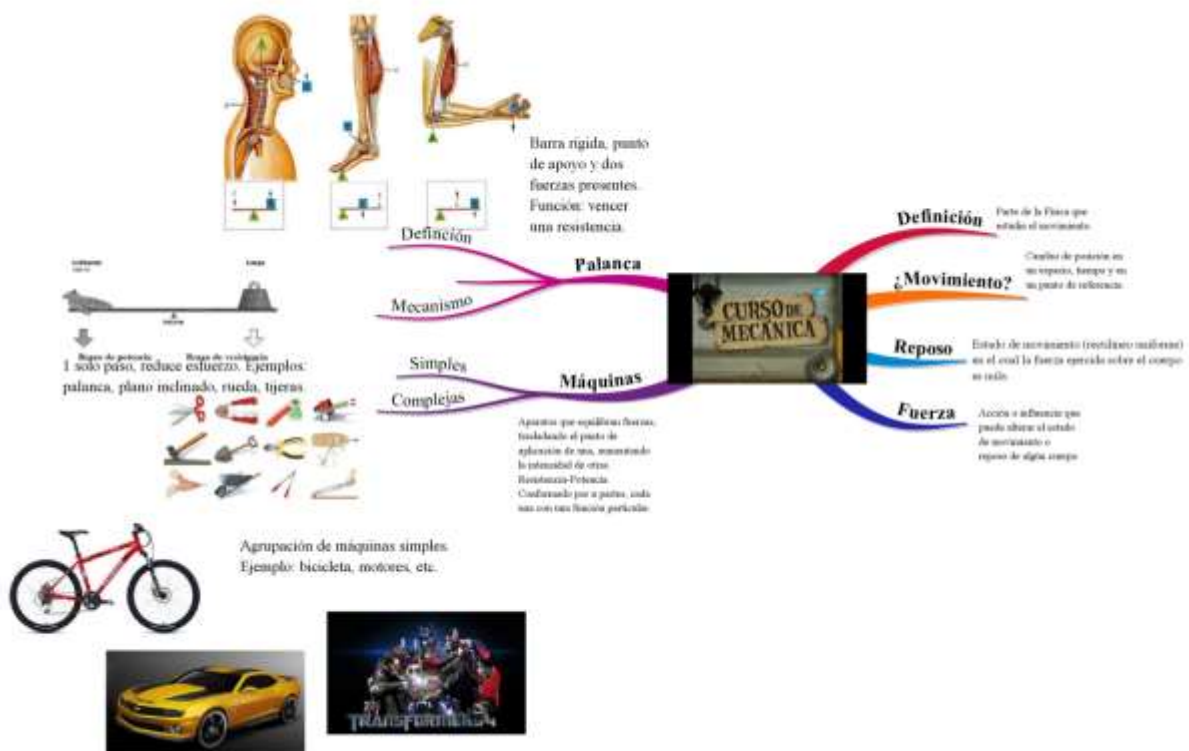 Barra rígida, punto
de apoyo y dos
fuerzas presentes.
Función: vencer
una resistencia.
Definción
Palanca
Mecanismo
Carga
Brazo de potencia
Brazo de resistencia
1 solo paso, reduce esfuerzo. Ejemplos:
palanca, plano inclinado, rueda, tijeras
Simples
Máquinas
Complejas
Aparatos que equilibran fuerzas,
trasladando el punto de
aplicación de una, aumentando
la intensidad de otras
Resistencia-Potencia
Conformado por n partes, cada
una con una función particular
Agrupación de máquinas simples.
Ejemplo: bicicleta, motores, etc.
TRANSFORMERS 4
CURSO DE
MECÁNICA
Definición
Parte de la Física que
estudia el movimiento
¿Movimiento?
Cambio de posición en
un espacio, tiempo y en
un punto de referencia
Reposo
Estado de movimiento (rectilíneo uniforme)
en el cual la fuerza ejercida sobre el cuerpo
es nula
Fuerza
Acción o influencia que
puede alterar el estado
de movimiento o
reposo de algún cuerpo